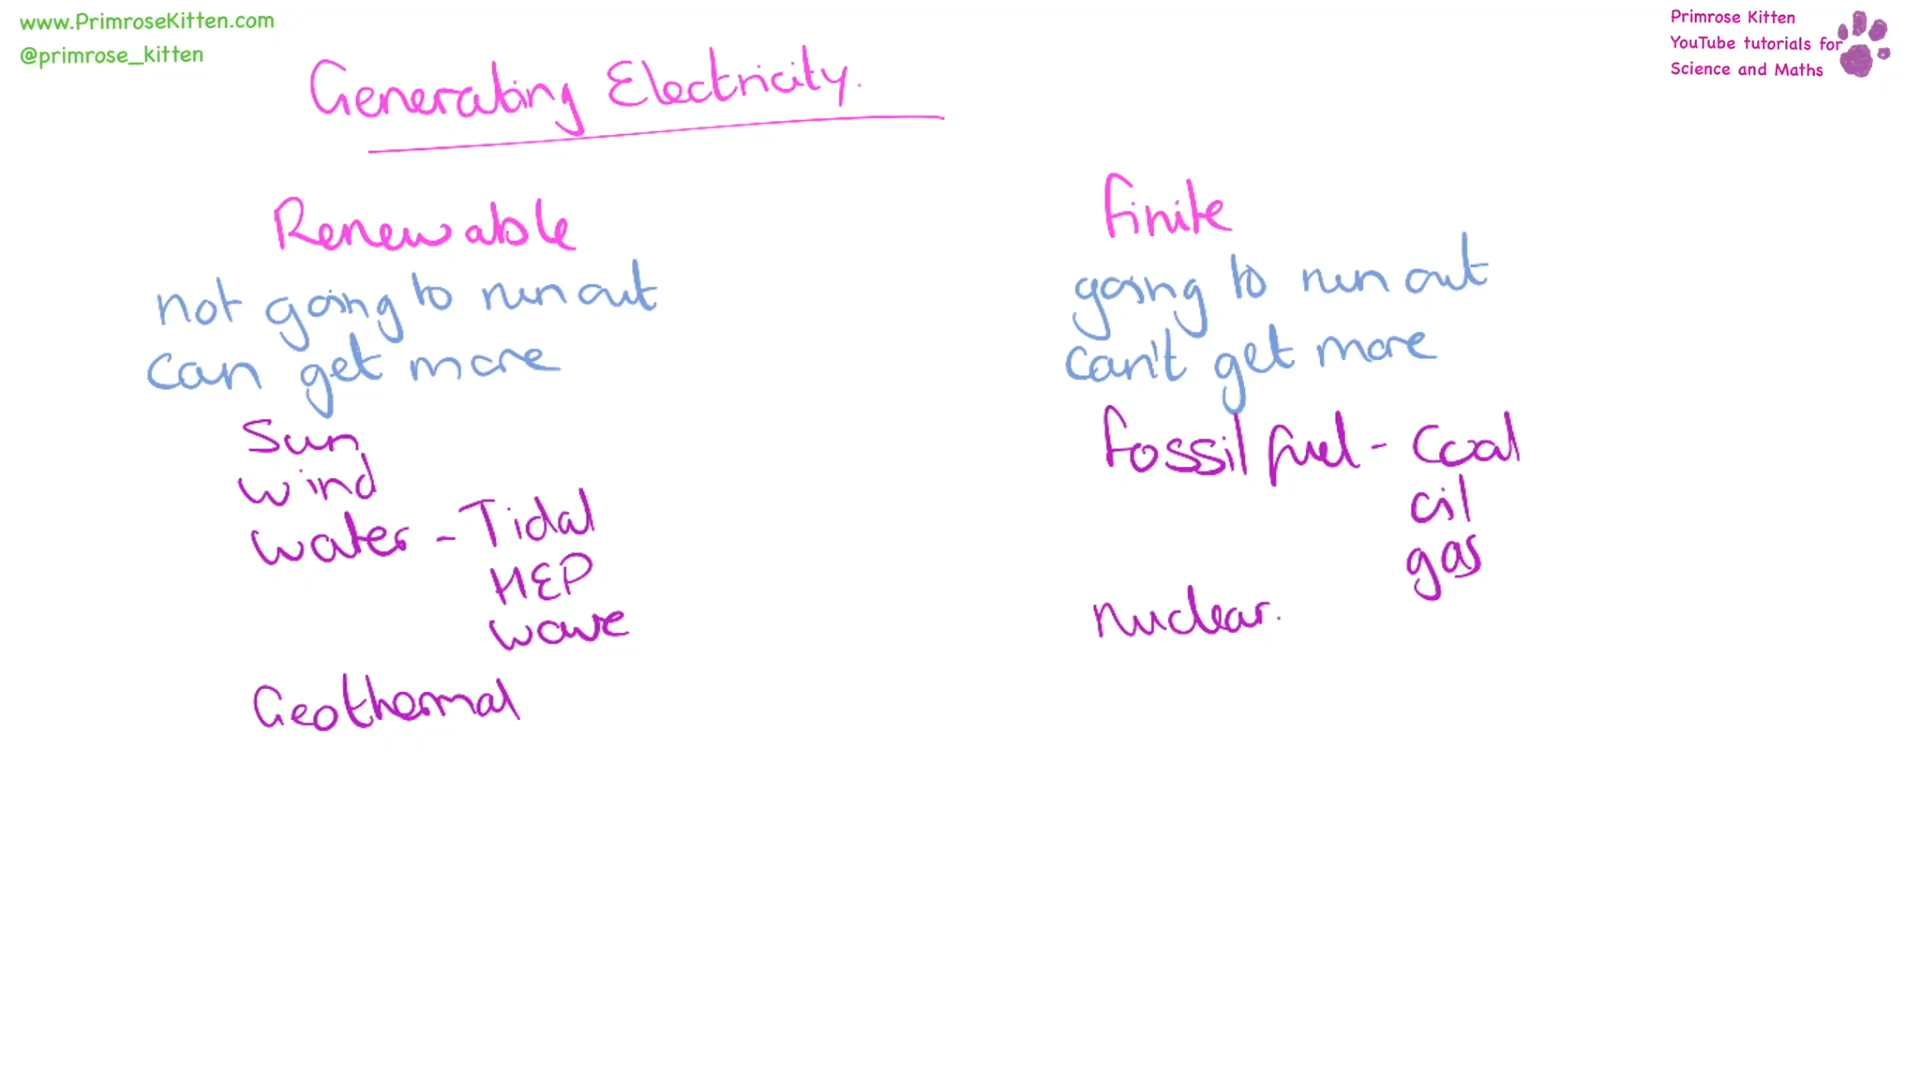 www.PrimroseKitten.com
@primrose_kitten
Primrose Kitten
YouTube tutorials for
Science and Maths
Generating Electricity.
Renewable
not going to run out
can get more
Sun
wind
water - Tidal
HEP
wave
Geothermal
Finite
going to run out
can't get more
Fossil fuel - Coal
oil
gas
nuclear.